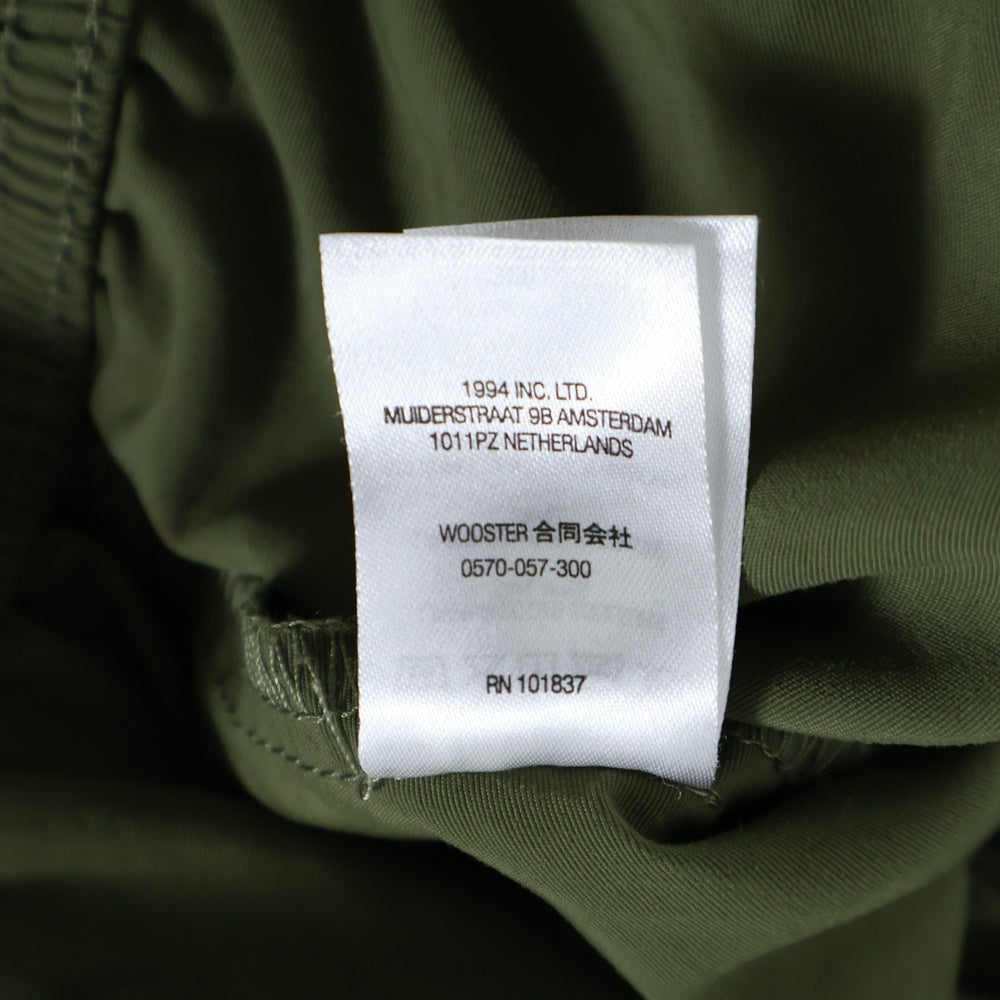 1994 INC. LTD.
MUIDERSTRAAT 9B AMSTERDAM
1011PZ NETHERLANDS
WOOSTER 合同会社
0570-057-300
RN 101837